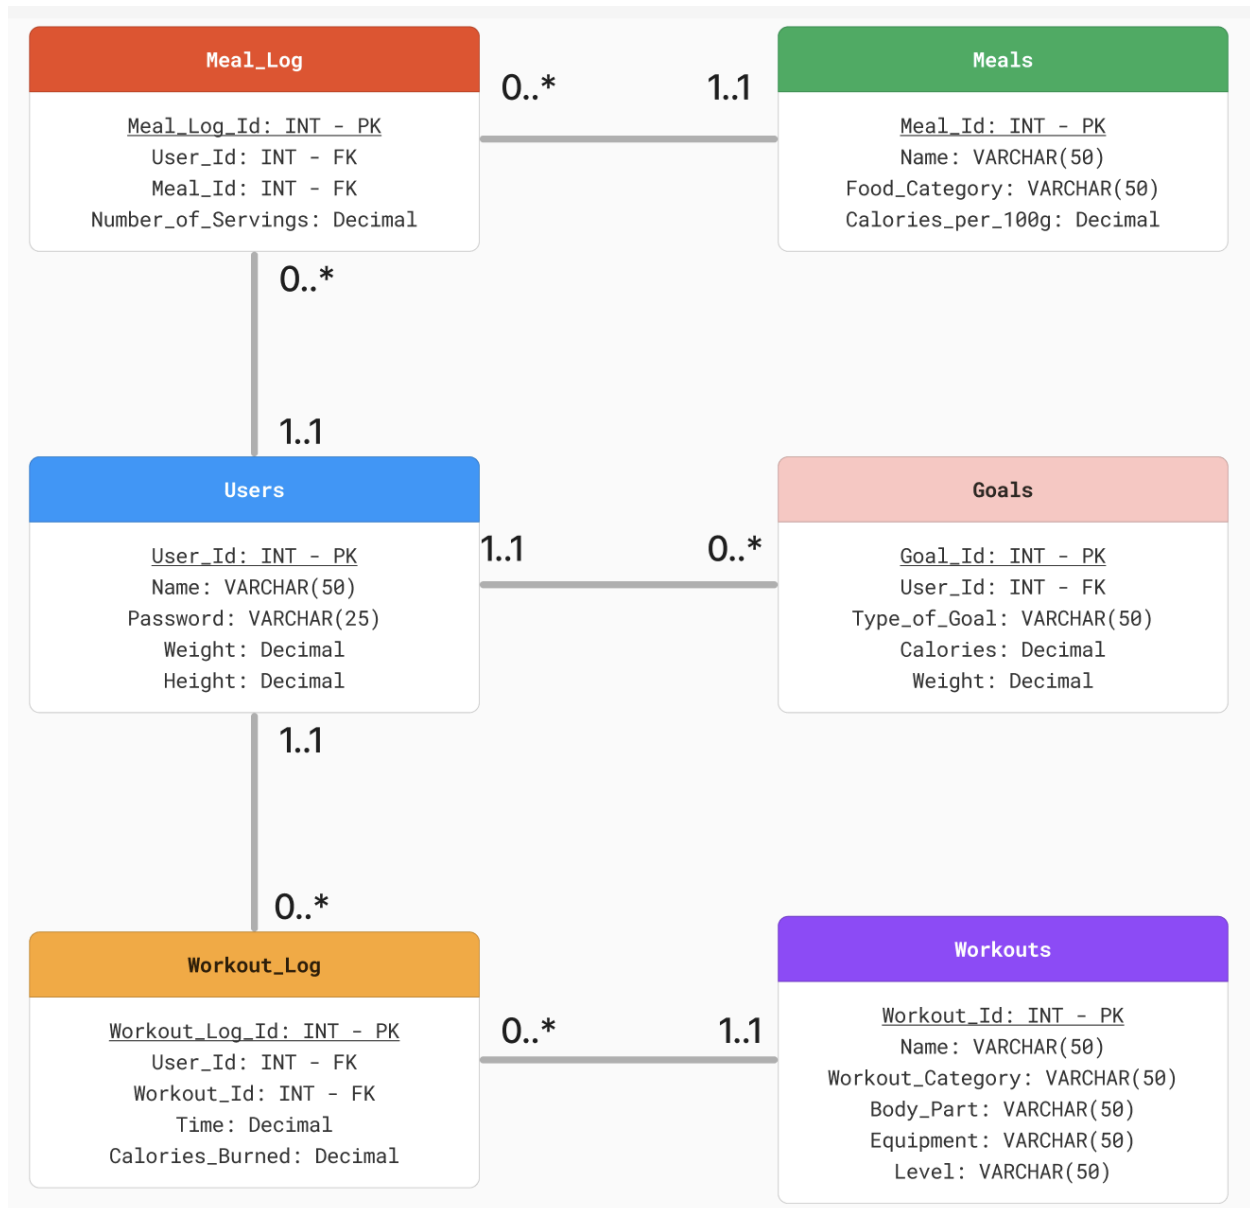 Meal_Log
Meal_Log_Id: INT - PK
User_Id: INT - FK
Meal_Id: INT - FK
Number_of_Servings: Decimal
0..*
1..1
Meals
Meal_Id: INT - PK
Name: VARCHAR(50)
Food_Category: VARCHAR(50)
Calories_per_100g: Decimal
0..*
1..1
Users
User_Id: INT - PK
Name: VARCHAR(50)
Password: VARCHAR(25)
Weight: Decimal
Height: Decimal
1..1
0..*
Goals
Goal_Id: INT - PK
User_Id: INT - FK
Type_of_Goal: VARCHAR(50)
Calories: Decimal
Weight: Decimal
1..1
0..*
Workout_Log
Workout_Log_Id: INT - PK
User_Id: INT - FK
Workout_Id: INT - FK
Time: Decimal
Calories_Burned: Decimal
0..*
1..1
Workouts
Workout_Id: INT - PK
Name: VARCHAR(50)
Workout_Category: VARCHAR(50)
Body_Part: VARCHAR(50)
Equipment: VARCHAR(50)
Level: VARCHAR(50)